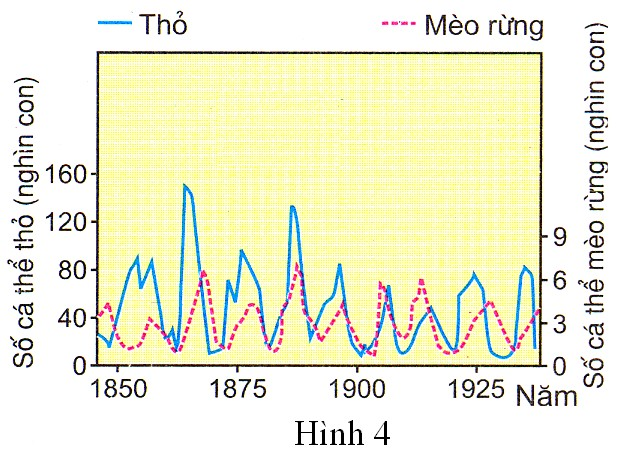 Thỏ
Mèo rừng
Số cá thể thỏ (nghìn con)
160
120
80
40
0
Số cá thể mèo rừng (nghìn con)
9
6
3
0
1850 1875 1900 1925 Năm
Hình 4